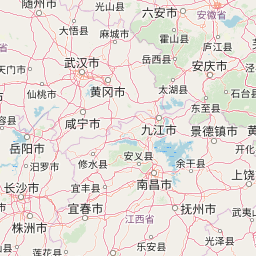 随州市
光山县
六安市
安徽省
大悟县
麻城市
霍山县
庐江县
武汉市
岳西县
安庆市
天门市
仙桃市
黄冈市
太湖县
石台县
东至县
咸宁市
九江市
景德镇市
岳阳市
开化
汨罗市
修水县
安义县
余干县
上饶
长沙市
宜丰县
南昌市
株洲市
宜春市
江西省
抚州市
武夷
莲花县
乐安县
光泽县